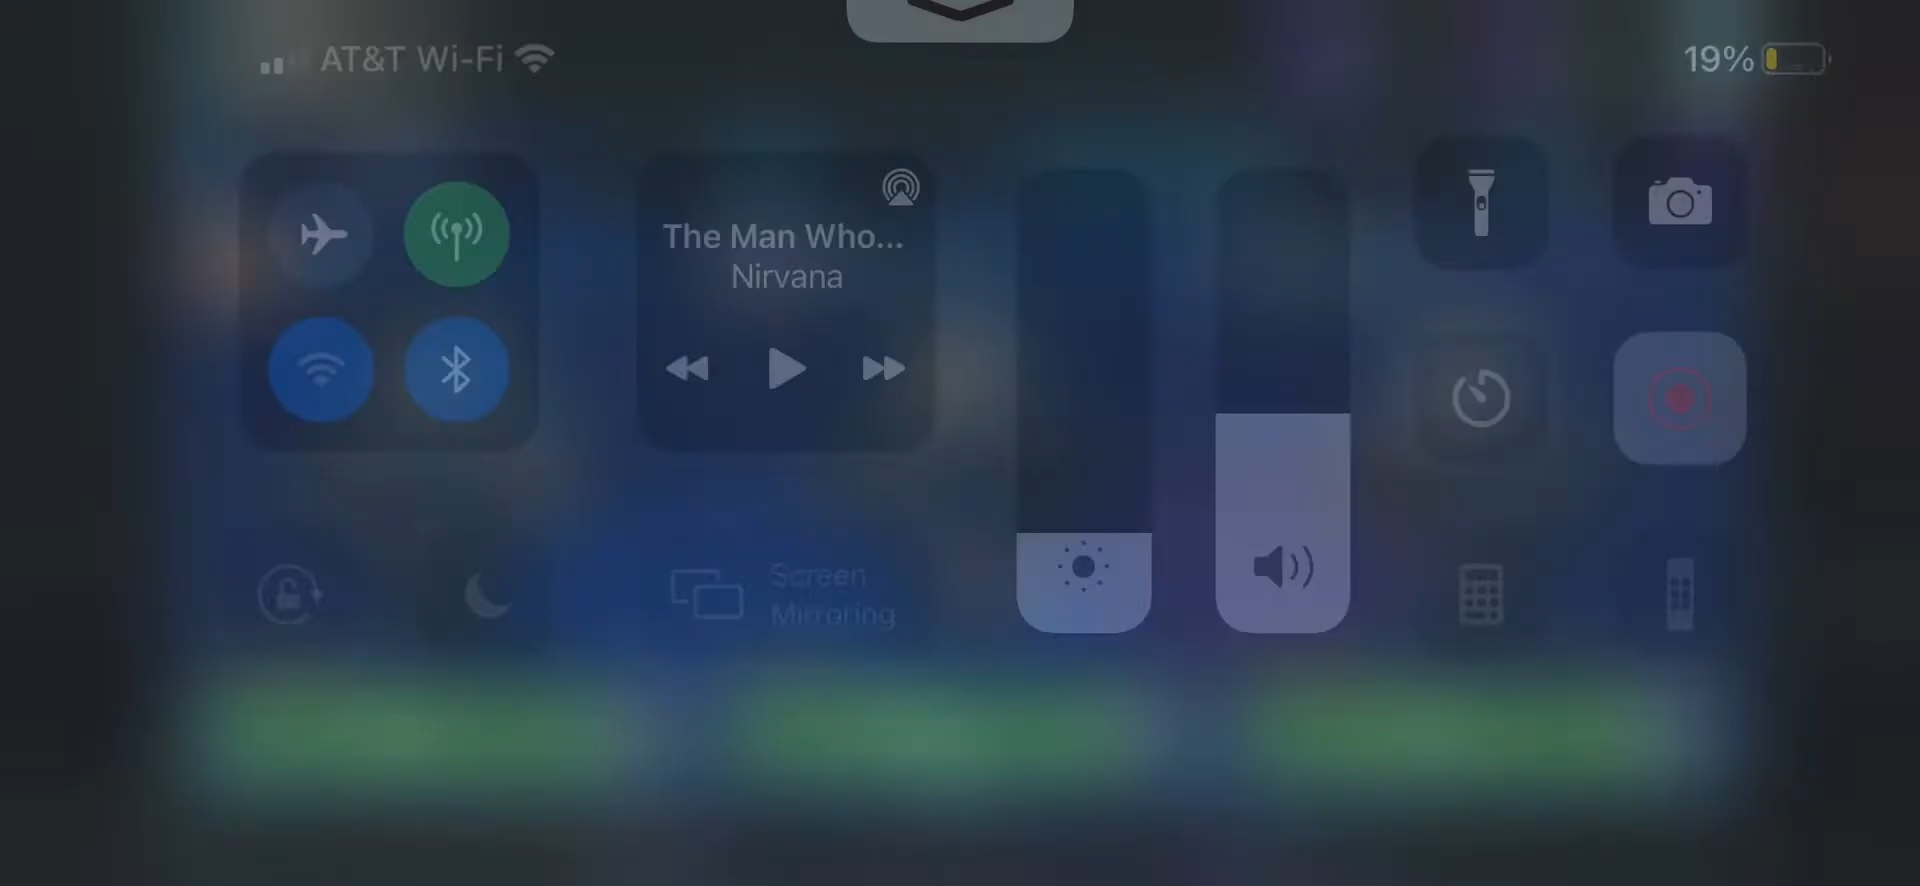 AT&T Wi-Fi
19%
The Man Who...
Nirvana
Screen
Mirroring